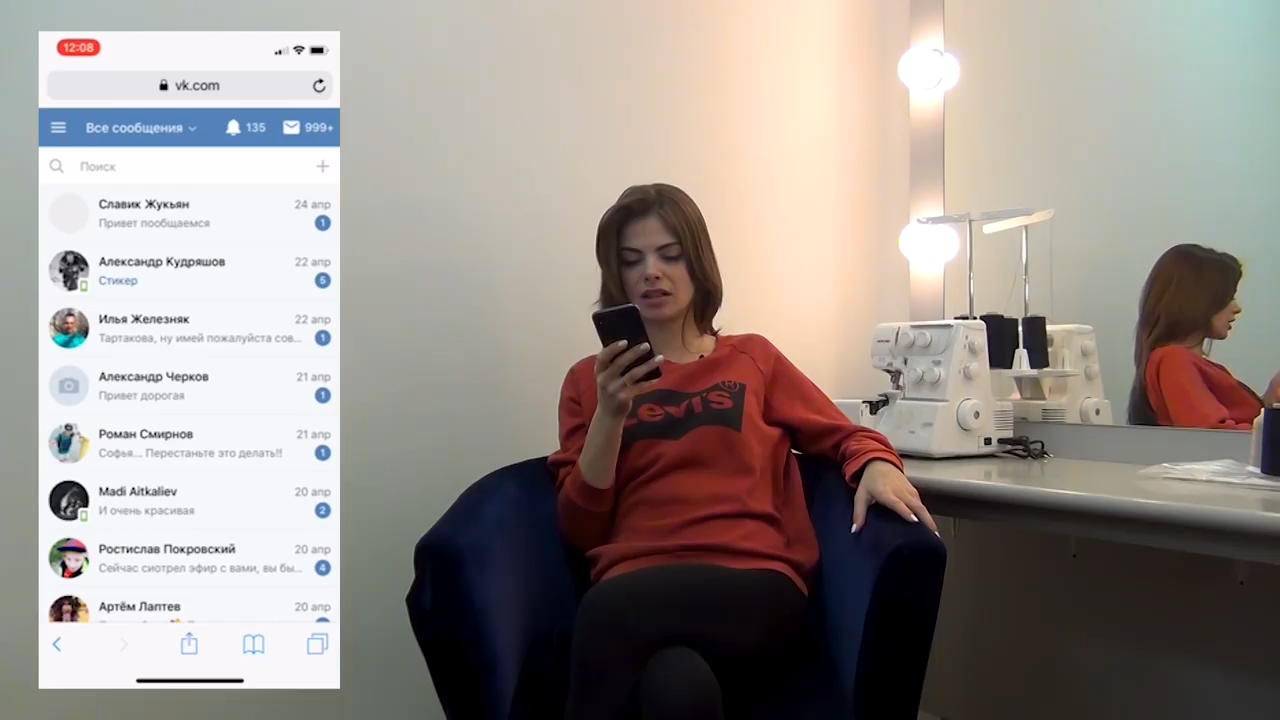 12:08
vk.com
Все сообщения 135 999+
Поиск
Славик Жукьян 24 апр
Привет пообщаемся 1
Александр Кудряшов 22 апр
Стикер 5
Илья Железняк 22 апр
Тартакова, ну имей пожалуйста сов... 1
Александр Черков 21 апр
Привет дорогая 1
Роман Смирнов 21 апр
Софья... Перестаньте это делать!! 1
Madi Aitkaliev 20 апр
И очень красивая 2
Ростислав Покровский 20 апр
Сейчас сиотрел эфир с вами, вы бы... 4
Артём Лаптев 20 апр
Levi's ®